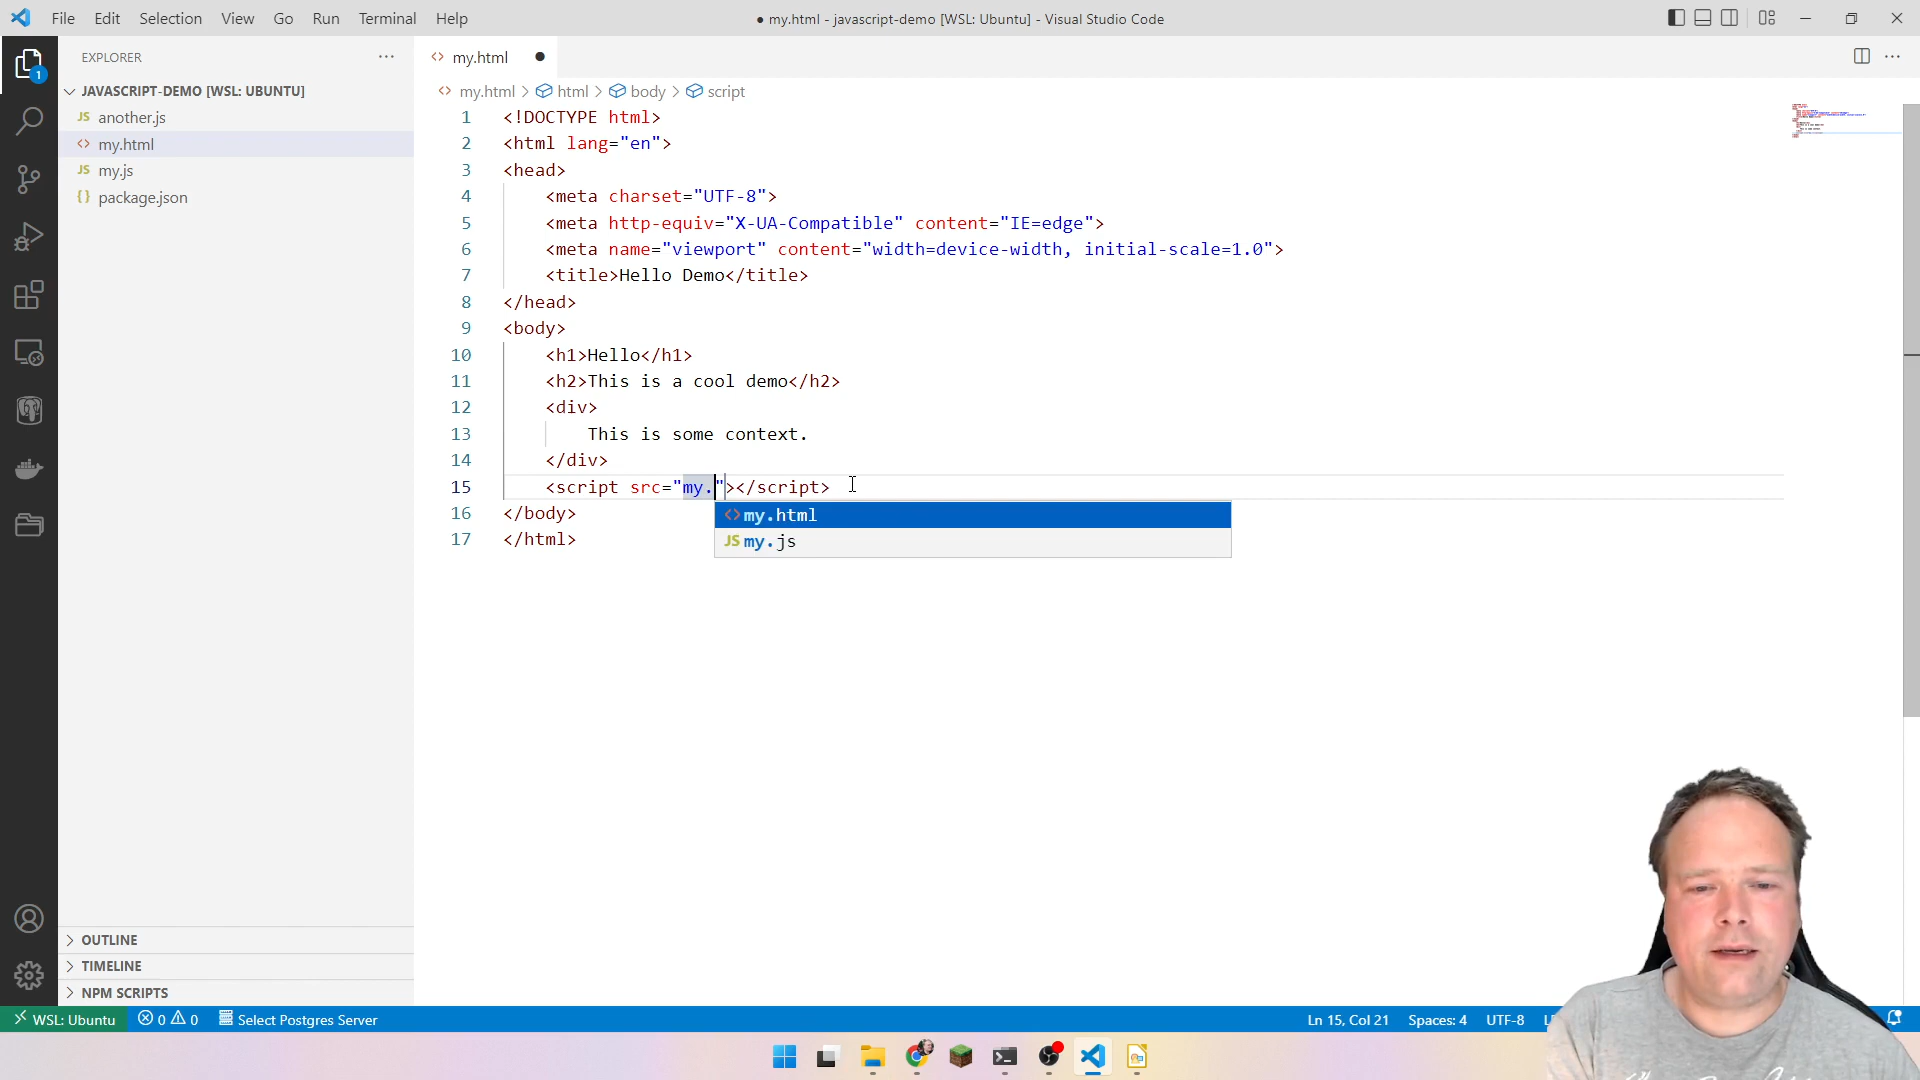 File Edit Selection View Go Run Terminal Help
● my.html - javascript-demo [WSL: Ubuntu] - Visual Studio Code
EXPLORER
my.html
1
JAVASCRIPT-DEMO [WSL: UBUNTU]
JS another.js
<> my.html
JS my.js
{} package.json
my.html > html > body > script
1 <!DOCTYPE html>
2 <html lang="en">
3 <head>
4 <meta charset="UTF-8">
5 <meta http-equiv="X-UA-Compatible" content="IE=edge">
6 <meta name="viewport" content="width=device-width, initial-scale=1.0">
7 <title>Hello Demo</title>
8 </head>
9 <body>
10 <h1>Hello</h1>
11 <h2>This is a cool demo</h2>
12 <div>
13 This is some context.
14 </div>
15 <script src="my."></script>
<> my.html
JS my.js
16 </body>
17 </html>
OUTLINE
TIMELINE
NPM SCRIPTS
WSL: Ubuntu 0 0 Select Postgres Server
Ln 15, Col 21 Spaces: 4 UTF-8